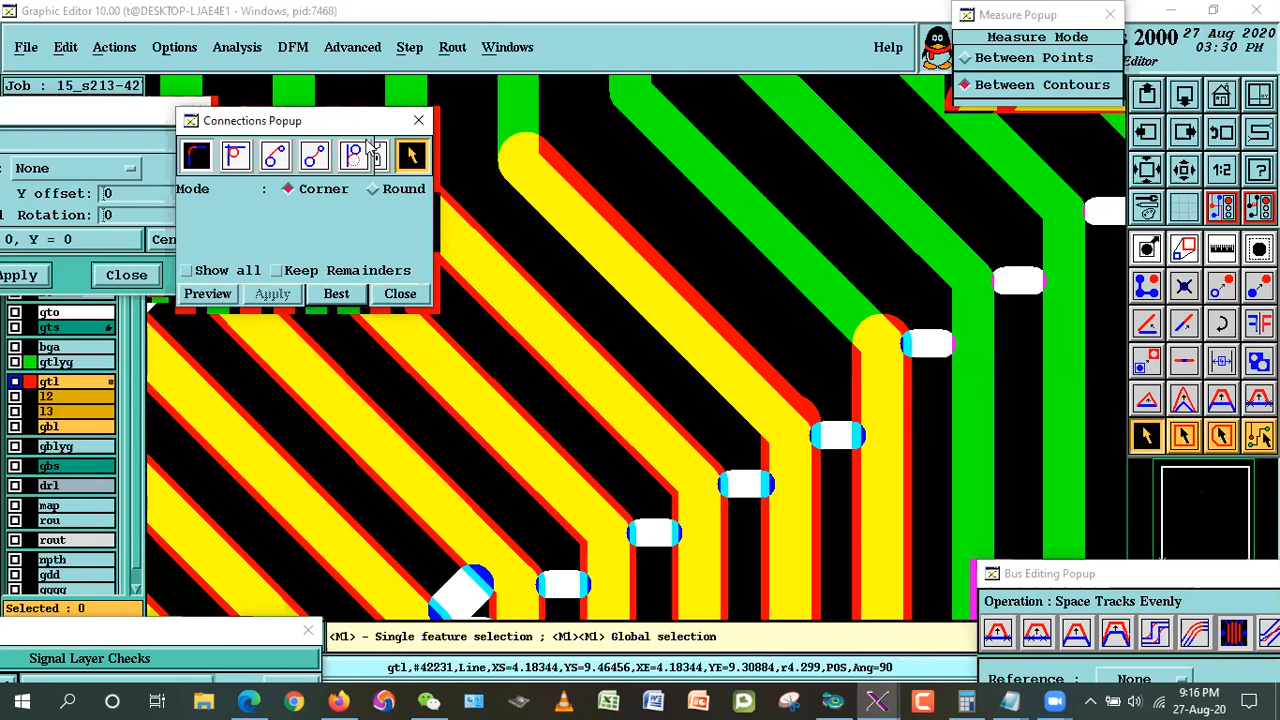 Graphic Editor 10.00 (t@DESKTOP-LJAE4E1 - Windows, pid:7468)
Measure Popup
File Edit Actions Options Analysis DFM Advanced Step Rout Windows Help
Measure Mode
2000
27 Aug 2020
03:30 PM
Editor
Between Points
Between Contours
Job : 15_s213-42
Connections Popup
None
Mode : Corner Round
Y offset: 0
Rotation: 0
0, Y = 0
Show all Keep Remainders
Apply Close
Preview Apply Best Close
1:2
gto
gts
bga
gtlyg
gtl
l2
l3
gbl
gblyg
gbs
drl
map
rou
rout
npth
gdd
Selected : 0
Bus Editing Popup
Operation : Space Tracks Evenly
<M1> - Single feature selection ; <M1><M1> Global selection
Signal Layer Checks
gtl,#42231,Line,XS=4.18344,YS=9.46456,XE=4.18344,YE=9.30884,r4.299,POS,Ang=90
Reference : None
9:16 PM
27-Aug-20